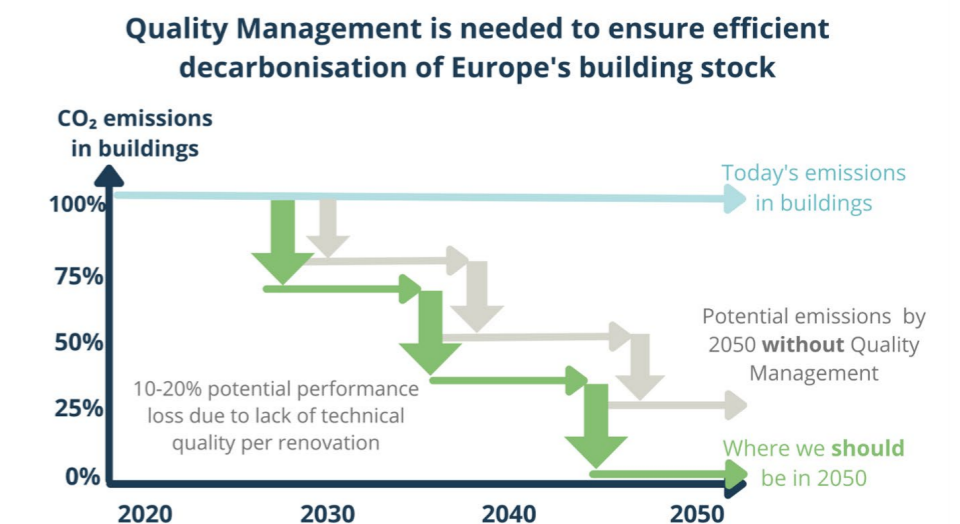 Quality Management is needed to ensure efficient
decarbonisation of Europe's building stock
CO₂ emissions
in buildings
100%
75%
50%
25%
0%
Today's emissions
in buildings
Potential emissions by
2050 without Quality
Management
10-20% potential performance
loss due to lack of technical
quality per renovation
Where we should
be in 2050
2020
2030
2040
2050